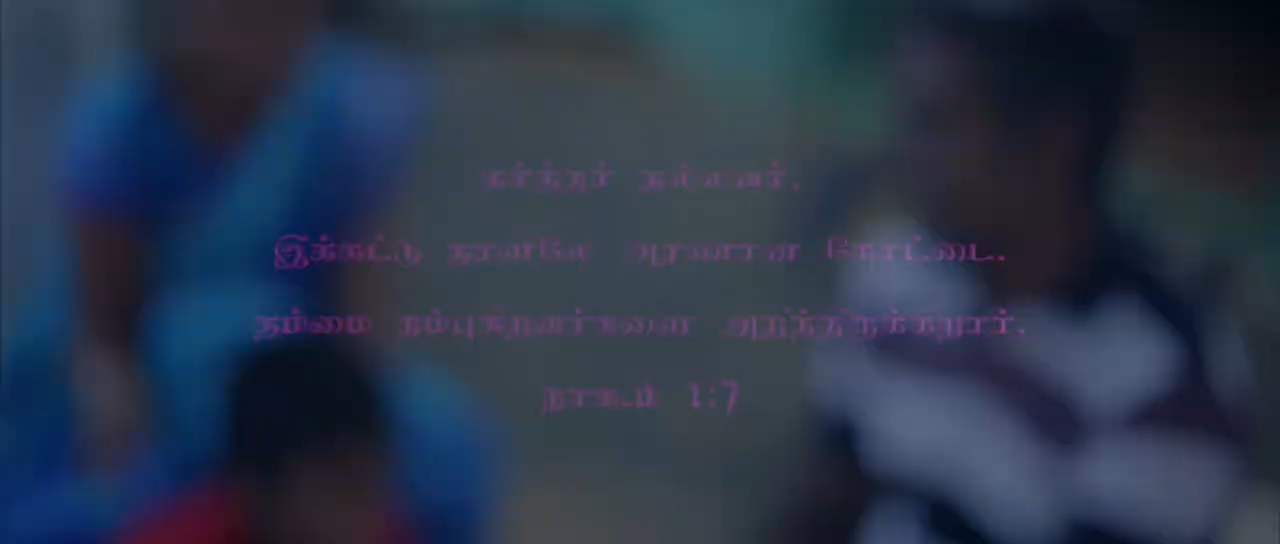 கர்த்தர் நல்லவர்,
இக்கட்டு நாளிலே அரணான கோட்டை,
தம்மை நம்புகிறவர்களை அறிந்திருக்கிறார்.
நாகூம் 1:7